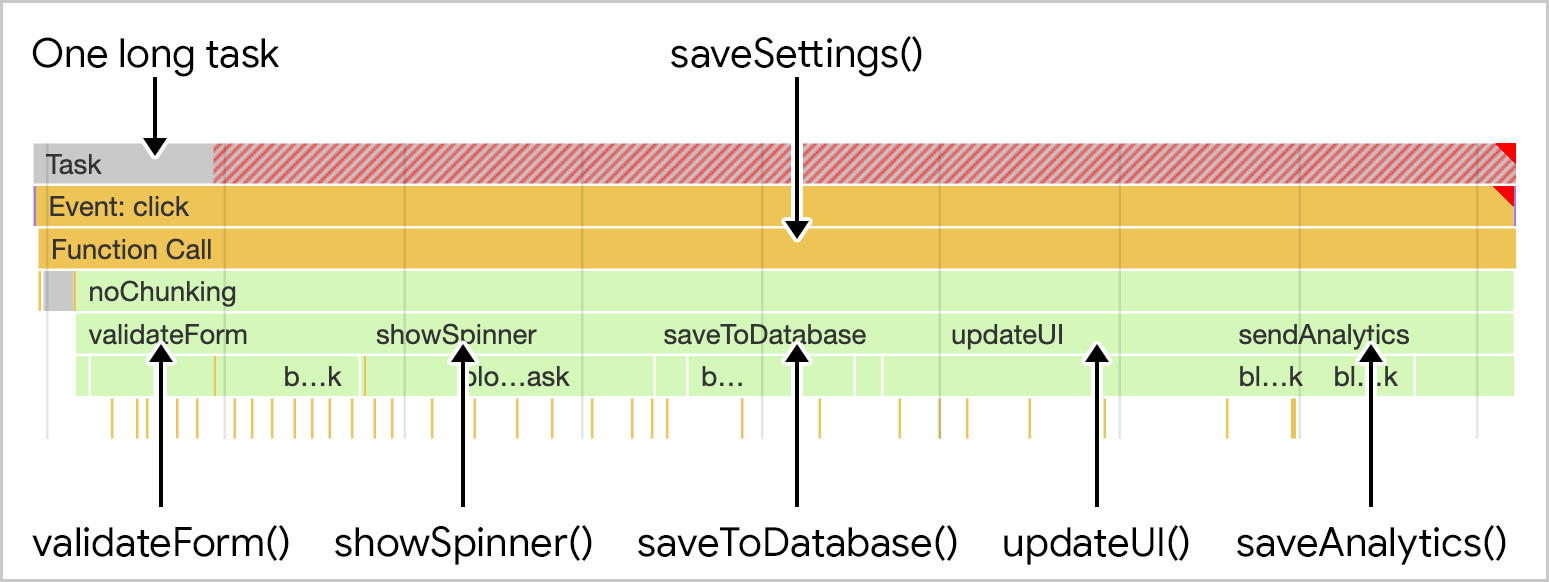 One long task
saveSettings()
Task
Event: click
Function Call
noChunking
validateForm
showSpinner
saveToDatabase
updateUI
sendAnalytics
b…k
blo…ask
b…
bl…k
bl…k
validateForm()
showSpinner()
saveToDatabase()
updateUI()
saveAnalytics()